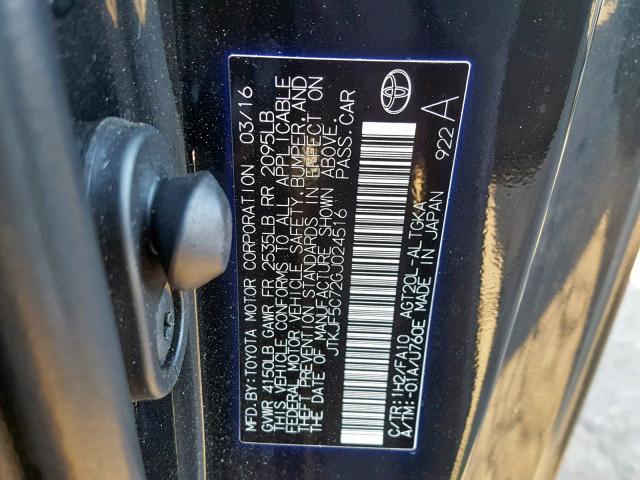 MFD.BY:TOYOTA MOTOR CORPORATION 03/16
GVWR 4150LB GAWR FR 2535LB RR 2095LB
THIS VEHICLE CONFORMS TO ALL APPLICABLE
FEDERAL MOTOR VEHICLE SAFETY, BUMPER, AND
THEFT PREVENTION STANDARDS IN EFFECT ON
THE DATE OF MANUFACTURE SHOWN ABOVE.
JTKJF5C72GJ024516 PASS.CAR
C/TR:1R2/FA10 AGT20L-ALTGKA
A/TM:-01A/U760E MADE IN JAPAN
922 A